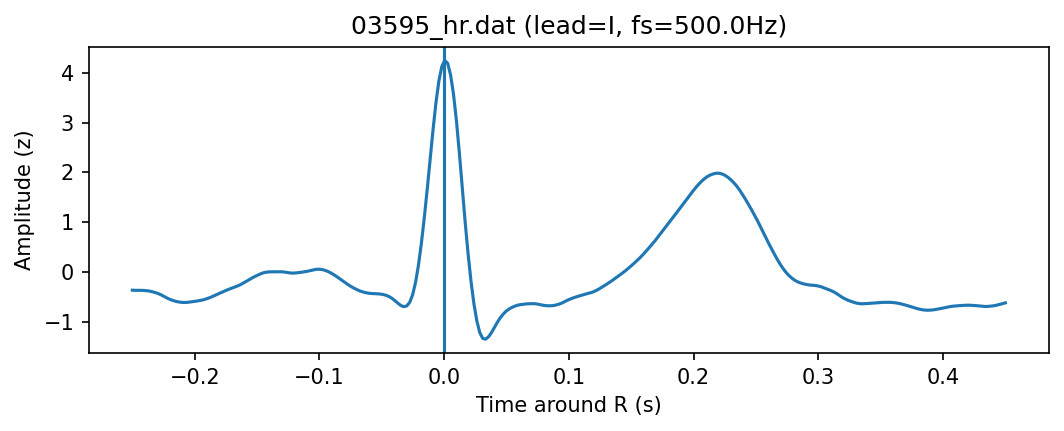 03595_hr.dat (lead=I, fs=500.0Hz)
4
3
2
1
0
−1
Amplitude (z)
−0.2 −0.1 0.0 0.1 0.2 0.3 0.4
Time around R (s)